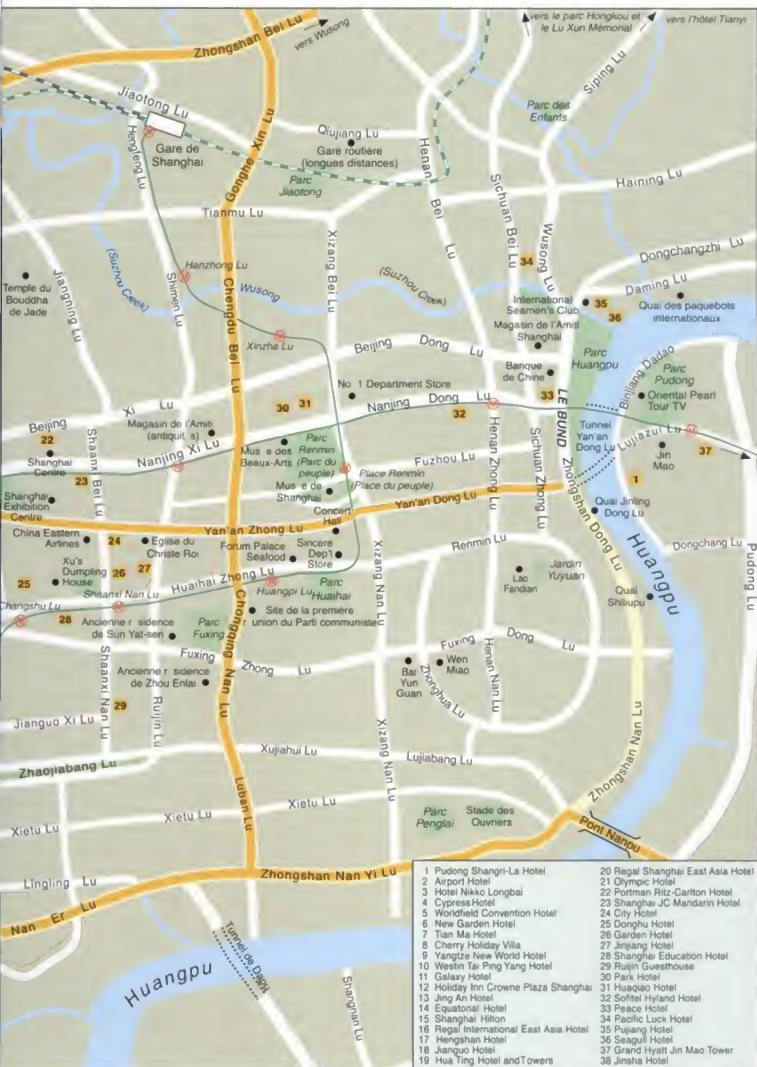 vers le parc Hongkou et
le Lu Xun Mémorial
vers l'hôtel Tianyi
Zhongshan Bei Lu
vers Wusong
Siping Lu
Jiaotong Lu
Parc des
Enfants
Hengfeng Lu
Gare de
Shanghai
Gonghe Xin Lu
Qiujiang Lu
Gare routière
(longues distances)
Parc
Jiaotong
Henan Bei Lu
Sichuan Bei Lu
Haining Lu
Wusong Lu
Tianmu Lu
Xizang Bei Lu
Dongchangzhi Lu
34
Daming Lu
Temple du
Bouddha
de Jade
Jiangning Lu
(Suzhou Creek)
Shimen Lu
Hanzhong Lu
Wusong
(Suzhou Creek)
Chengdu Bei Lu
International
Seamen's Club
35
36
Quai des paquebots
internationaux
Magasin de l'Amiti
Shanghai
Xinzha Lu
Beijing Dong Lu
Banque
de Chine
Parc
Huangpu
Binjiang Dadao
Parc
Pudong
Oriental Pearl
Tour TV
No 1 Department Store
Nanjing Dong Lu
33
LE BUND
30
31
32
Beijing Xi Lu
Magasin de l'Amiti
(antiquit s)
22
Shanghai
Centre
23
Shaanxi Bei Lu
Nanjing Xi Lu
Mus e des
Beaux-Arts
Parc
Renmin
(Parc du
peuple)
Mus e de
Shanghai
Place Renmin
(Place du peuple)
Fuzhou Lu
Henan Zhong Lu
Sichuan Zhong Lu
Tunnel
Yan'an
Dong Lu
Lujiazui Lu
Jin
Mao
37
1
Shanghai
Exhibition
Centre
Yan'an Zhong Lu
Concert
Hall
Yan'an Dong Lu
Zhongshan Dong Lu
Quai Jinling
Dong Lu
China Eastern
Airlines
24
Eglise du
Christe Roi
Forum Palace
Seafood
Sincere
Dep't
Store
Renmin Lu
Huangpu
Dongchang Lu
Pudong Lu
Xu's
Dumpling
House
25
26
27
Huaihai Zhong Lu
Huangpi Lu
Parc
Huaihai
Xizang Nan Lu
Lao
Fandian
Jardin
Yuyuan
Quai
Shiliupu
Changshu Lu
Shaanxi Nan Lu
28
Ancienne r sidence
de Sun Yat-sen
Parc
Fuxing
Site de la première
r union du Parti communiste
Chongqing Nan Lu
Fuxing Zhong Lu
Fuxing Dong Lu
Bai
Yun
Guan
Wen
Miao
Zhonghua Lu
Henan Nan Lu
Ancienne r sidence
de Zhou Enlai
Shaanxi Nan Lu
29
Ruijin Lu
Jianguo Xi Lu
Xujiahui Lu
Xizang Nan Lu
Lujiabang Lu
Zhongshan Nan Lu
Zhaojiabang Lu
Luban Lu
Xietu Lu
Xietu Lu
Xietu Lu
Parc
Penglai
Stade des
Ouvriers
Pont Nanpu
Lingling Lu
Zhongshan Nan Yi Lu
Nan Er Lu
Tunnel de Dapu
Huangpu
Shangnan Lu
1 Pudong Shangri-La Hotel
2 Airport Hotel
3 Hotel Nikko Longbai
4 Cypress Hotel
5 Worldfield Convention Hotel
6 New Garden Hotel
7 Tian Ma Hotel
8 Cherry Holiday Villa
9 Yangtze New World Hotel
10 Westin Tai Ping Yang Hotel
11 Galaxy Hotel
12 Holiday Inn Crowne Plaza Shanghai
13 Jing An Hotel
14 Equatonal Hotel
15 Shanghai Hilton
16 Regal International East Asia Hotel
17 Hengshan Hotel
18 Jianguo Hotel
19 Hua Ting Hotel andTowers
20 Regal Shanghai East Asia Hotel
21 Olympic Hotel
22 Portman Ritz-Carlton Hotel
23 Shanghai JC Mandarin Hotel
24 City Hotel
25 Donghu Hotel
26 Garden Hotel
27 Jinjiang Hotel
28 Shanghai Education Hotel
29 Ruijin Guesthouse
30 Park Hotel
31 Huaqiao Hotel
32 Sofitel Hyland Hotel
33 Peace Hotel
34 Pacific Luck Hotel
35 Pujiang Hotel
36 Seagull Hotel
37 Grand Hyatt Jin Mao Tower
38 Jinsha Hotel